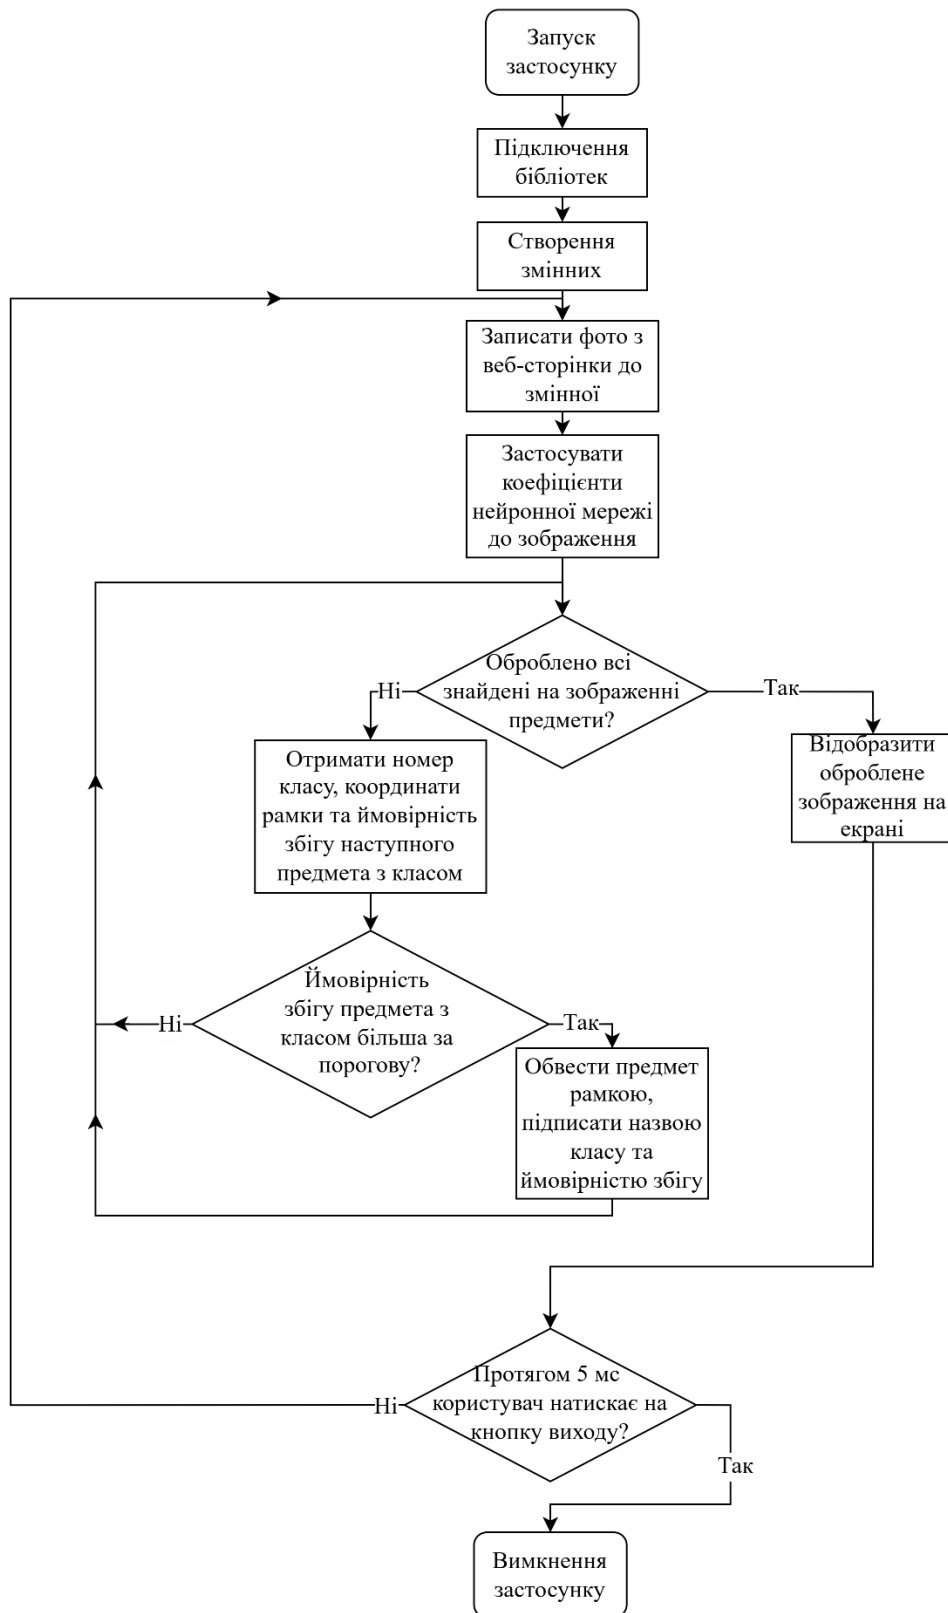 Запуск
застосунку
Підключення
бібліотек
Створення
змінних
Записати фото з
веб-сторінки до
змінної
Застосувати
коефіцієнти
нейронної мережі
до зображення
Оброблено всі
знайдені на зображенні
предмети?
Ні
Так
Отримати номер
класу, координати
рамки та ймовірність
збігу наступного
предмета з класом
Відобразити
оброблене
зображення на
екрані
Ймовірність
збігу предмета з
класом більша за
порогову?
Ні
Так
Обвести предмет
рамкою,
підписати назвою
класу та
ймовірністю збігу
Протягом 5 мс
користувач натискає на
кнопку виходу?
Ні
Так
Вимкнення
застосунку